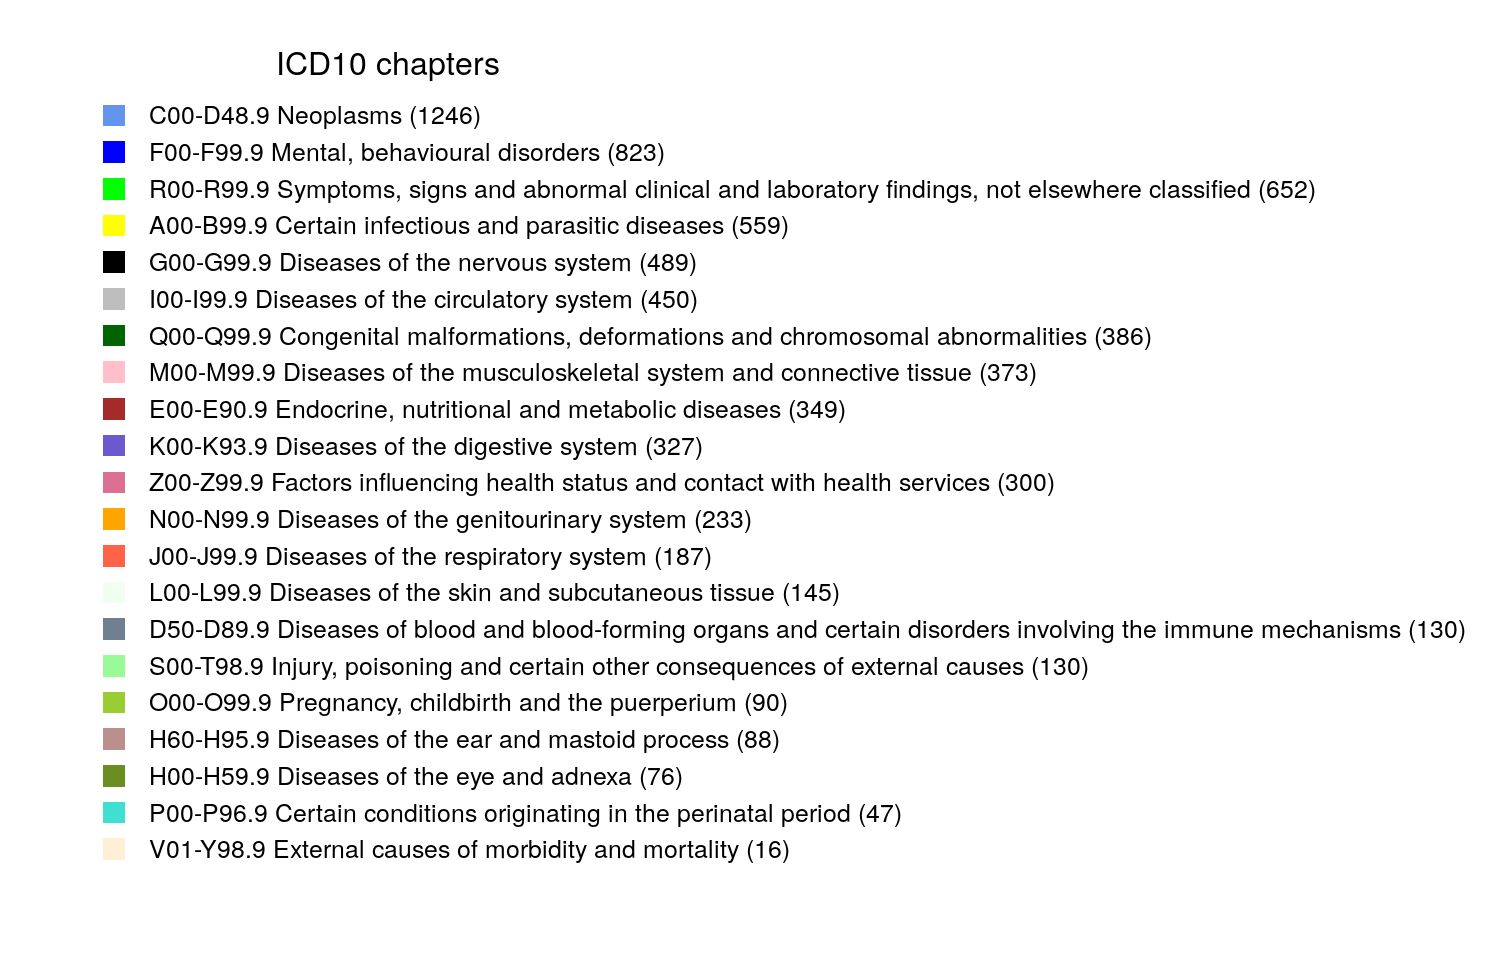 ICD10 chapters
C00-D48.9 Neoplasms (1246)
F00-F99.9 Mental, behavioural disorders (823)
R00-R99.9 Symptoms, signs and abnormal clinical and laboratory findings, not elsewhere classified (652)
A00-B99.9 Certain infectious and parasitic diseases (559)
G00-G99.9 Diseases of the nervous system (489)
I00-I99.9 Diseases of the circulatory system (450)
Q00-Q99.9 Congenital malformations, deformations and chromosomal abnormalities (386)
M00-M99.9 Diseases of the musculoskeletal system and connective tissue (373)
E00-E90.9 Endocrine, nutritional and metabolic diseases (349)
K00-K93.9 Diseases of the digestive system (327)
Z00-Z99.9 Factors influencing health status and contact with health services (300)
N00-N99.9 Diseases of the genitourinary system (233)
J00-J99.9 Diseases of the respiratory system (187)
L00-L99.9 Diseases of the skin and subcutaneous tissue (145)
D50-D89.9 Diseases of blood and blood-forming organs and certain disorders involving the immune mechanisms (130)
S00-T98.9 Injury, poisoning and certain other consequences of external causes (130)
O00-O99.9 Pregnancy, childbirth and the puerperium (90)
H60-H95.9 Diseases of the ear and mastoid process (88)
H00-H59.9 Diseases of the eye and adnexa (76)
P00-P96.9 Certain conditions originating in the perinatal period (47)
V01-Y98.9 External causes of morbidity and mortality (16)